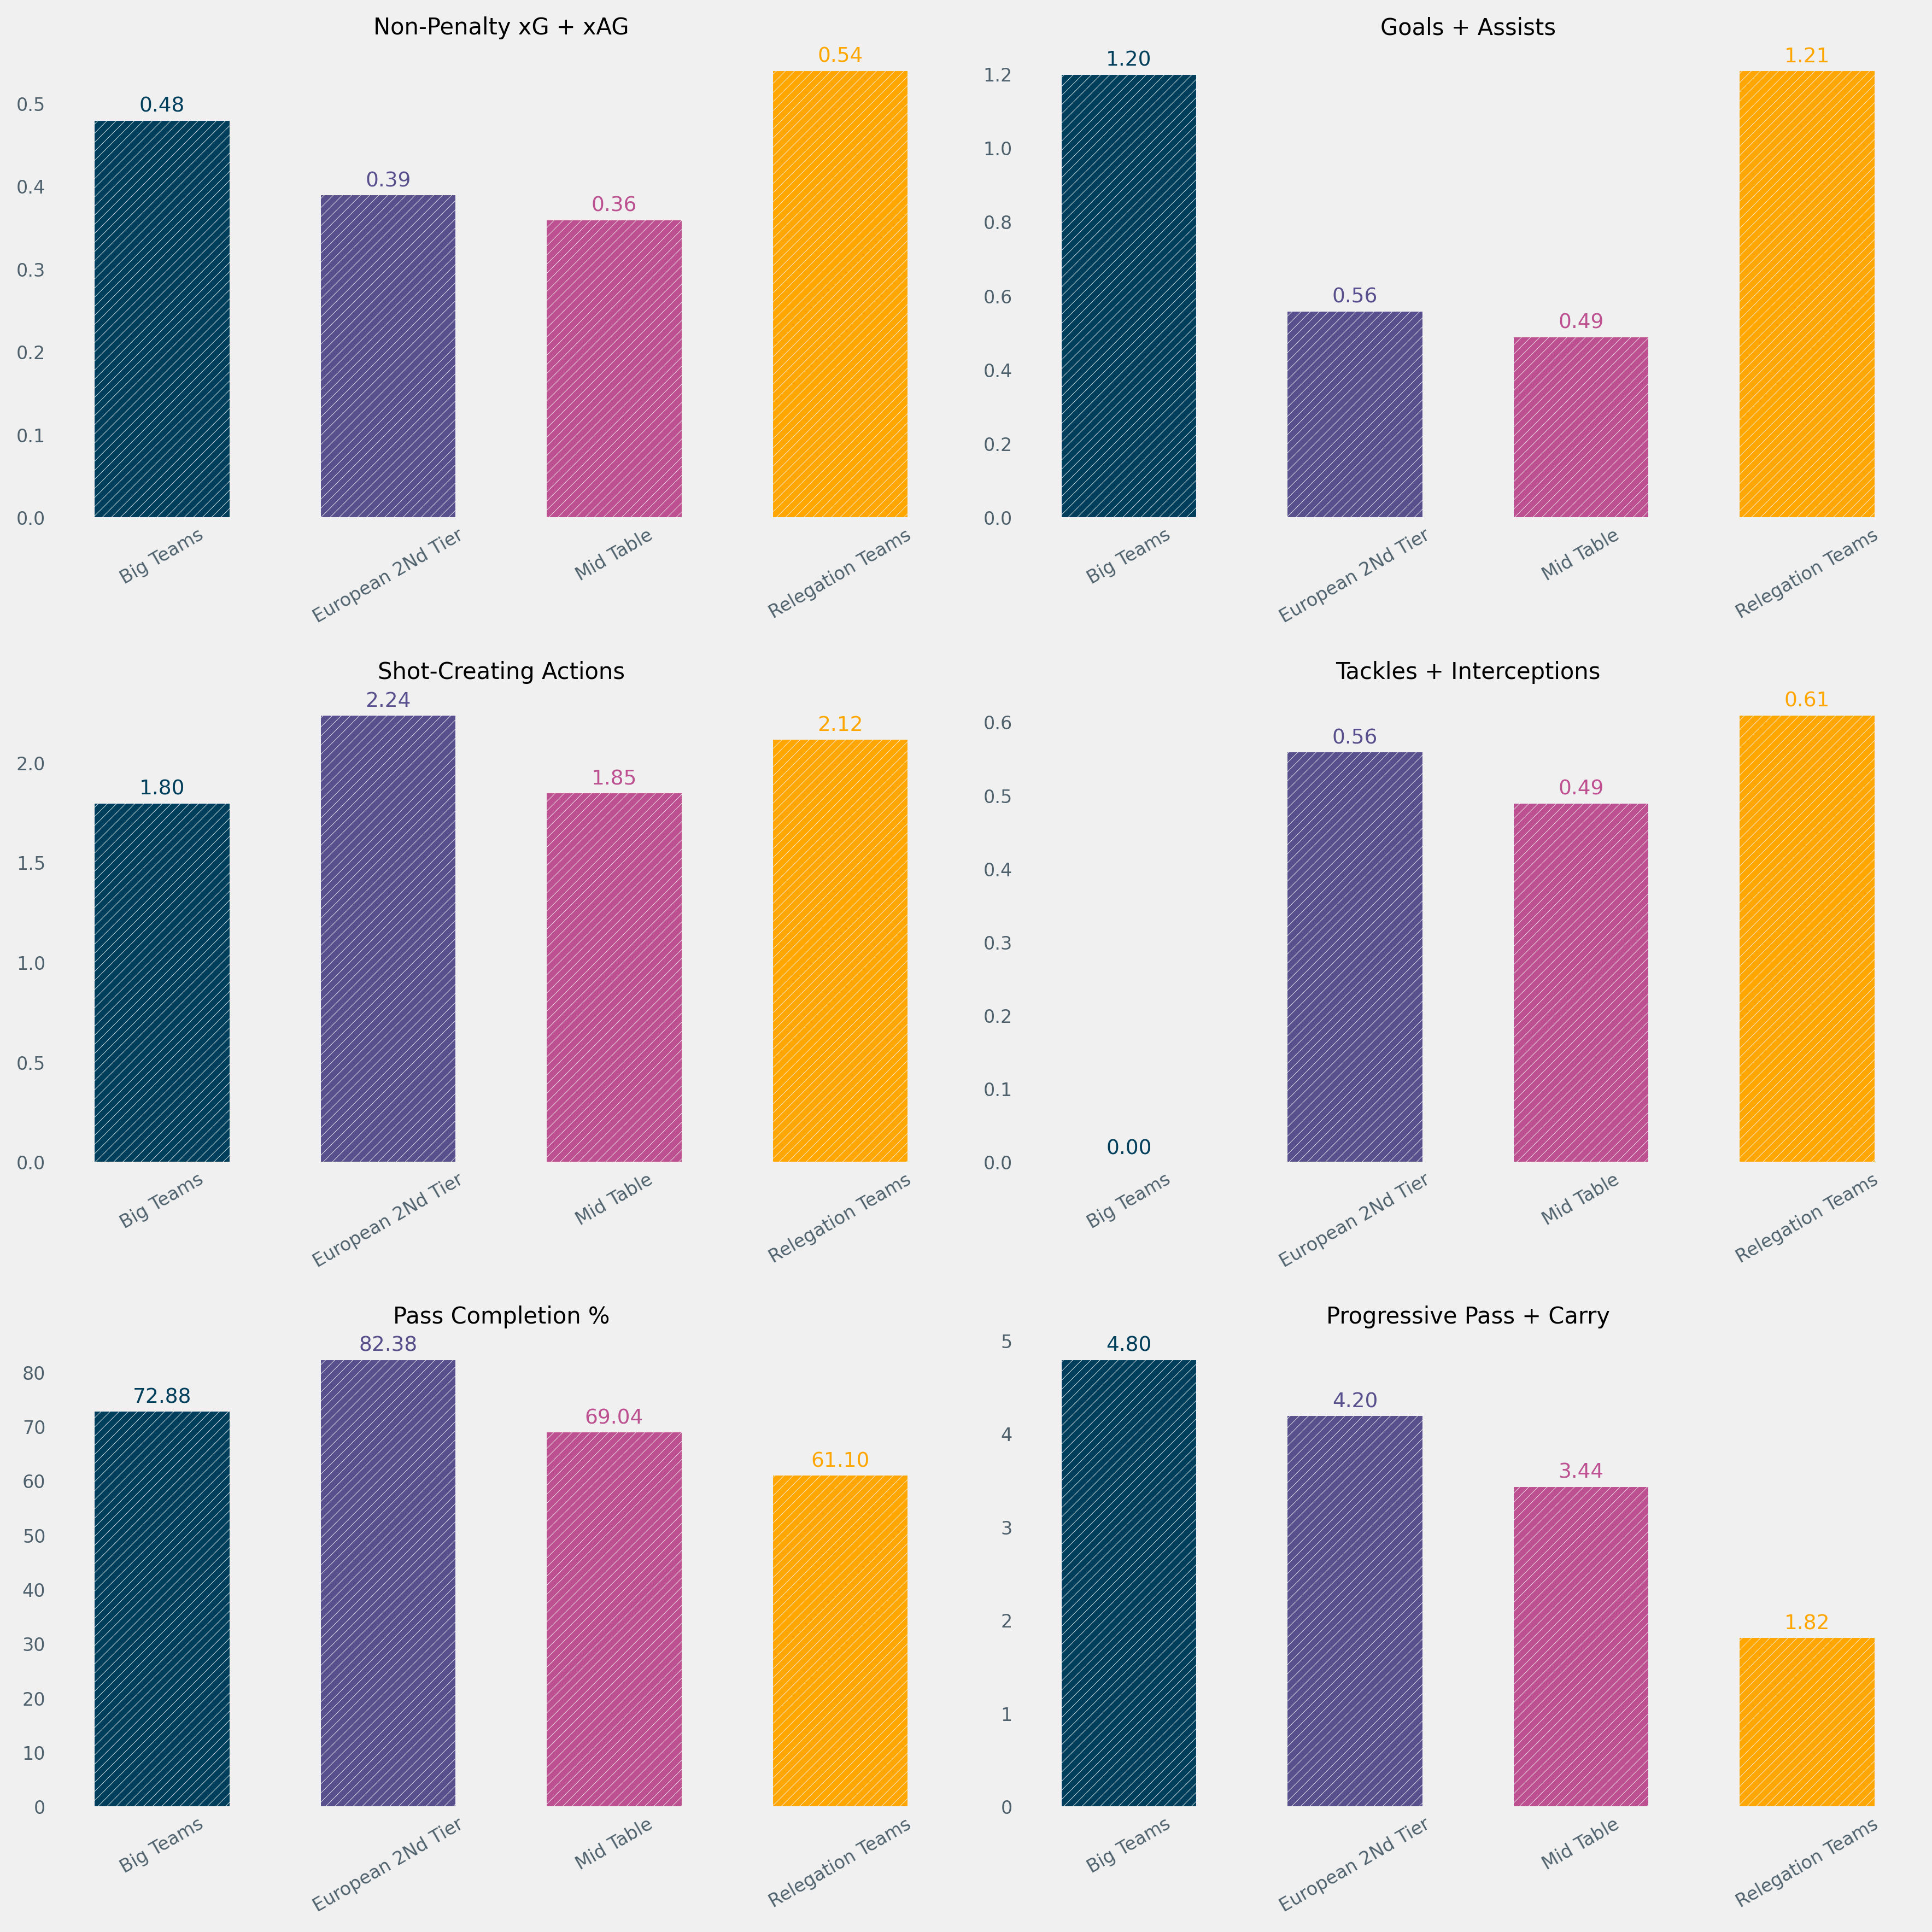 Non-Penalty xG + xAG
0.5
0.4
0.3
0.2
0.1
0.0
0.48
0.39
0.36
0.54
Big Teams
European 2Nd Tier
Mid Table
Relegation Teams
Goals + Assists
1.2
1.0
0.8
0.6
0.4
0.2
0.0
1.20
0.56
0.49
1.21
Big Teams
European 2Nd Tier
Mid Table
Relegation Teams
Shot-Creating Actions
2.0
1.5
1.0
0.5
0.0
1.80
2.24
1.85
2.12
Big Teams
European 2Nd Tier
Mid Table
Relegation Teams
Tackles + Interceptions
0.6
0.5
0.4
0.3
0.2
0.1
0.0
0.00
0.56
0.49
0.61
Big Teams
European 2Nd Tier
Mid Table
Relegation Teams
Pass Completion %
80
70
60
50
40
30
20
10
0
72.88
82.38
69.04
61.10
Big Teams
European 2Nd Tier
Mid Table
Relegation Teams
Progressive Pass + Carry
5
4
3
2
1
0
4.80
4.20
3.44
1.82
Big Teams
European 2Nd Tier
Mid Table
Relegation Teams